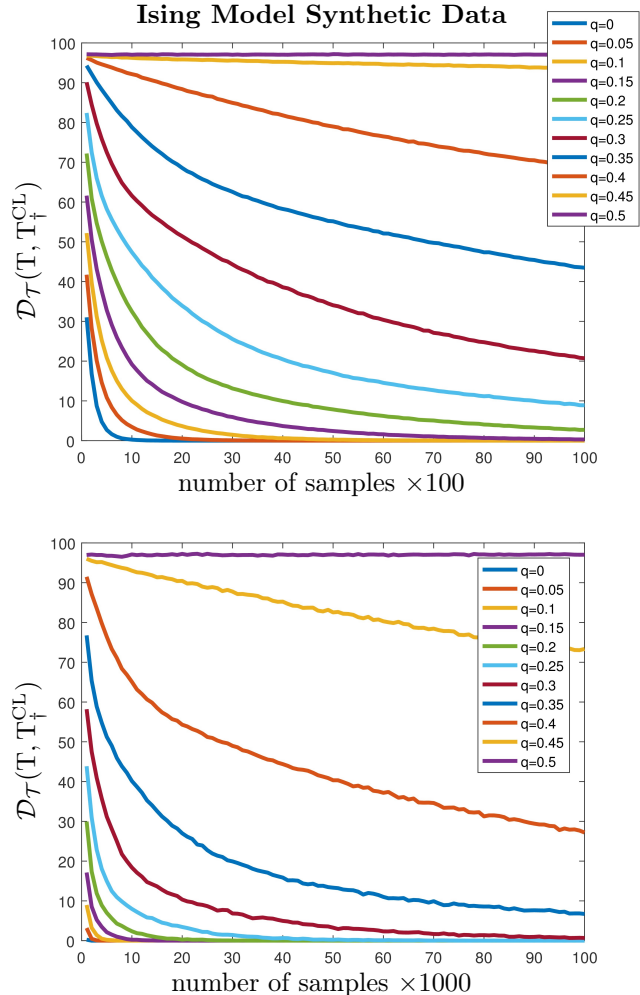 Ising Model Synthetic Data
100
90
80
70
60
50
40
30
20
10
0
𝒟𝒯(T, T†^CL)
0 10 20 30 40 50 60 70 80 90 100
number of samples ×100
q=0
q=0.05
q=0.1
q=0.15
q=0.2
q=0.25
q=0.3
q=0.35
q=0.4
q=0.45
q=0.5
100
90
80
70
60
50
40
30
20
10
0
𝒟𝒯(T, T†^CL)
0 10 20 30 40 50 60 70 80 90 100
number of samples ×1000
q=0
q=0.05
q=0.1
q=0.15
q=0.2
q=0.25
q=0.3
q=0.35
q=0.4
q=0.45
q=0.5